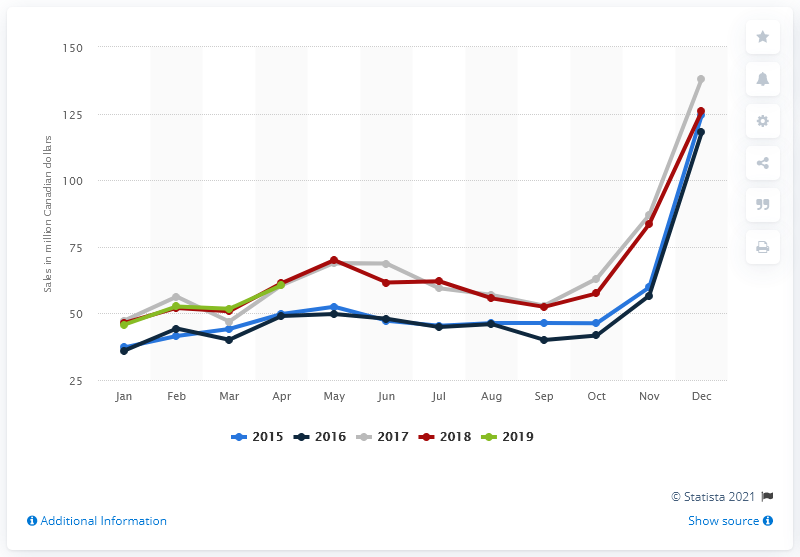 150
125
100
75
50
25
Sales in million Canadian dollars
Jan Feb Mar Apr May Jun Jul Aug Sep Oct Nov Dec
2015 2016 2017 2018 2019
© Statista 2021
Additional Information
Show source